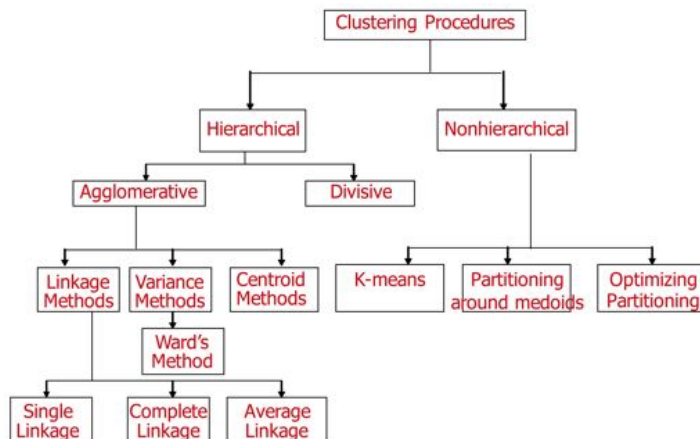 Clustering Procedures
Hierarchical
Nonhierarchical
Agglomerative
Divisive
Linkage
Methods
Variance
Methods
Centroid
Methods
K-means
Partitioning
around medoids
Optimizing
Partitioning
Ward's
Method
Single
Linkage
Complete
Linkage
Average
Linkage